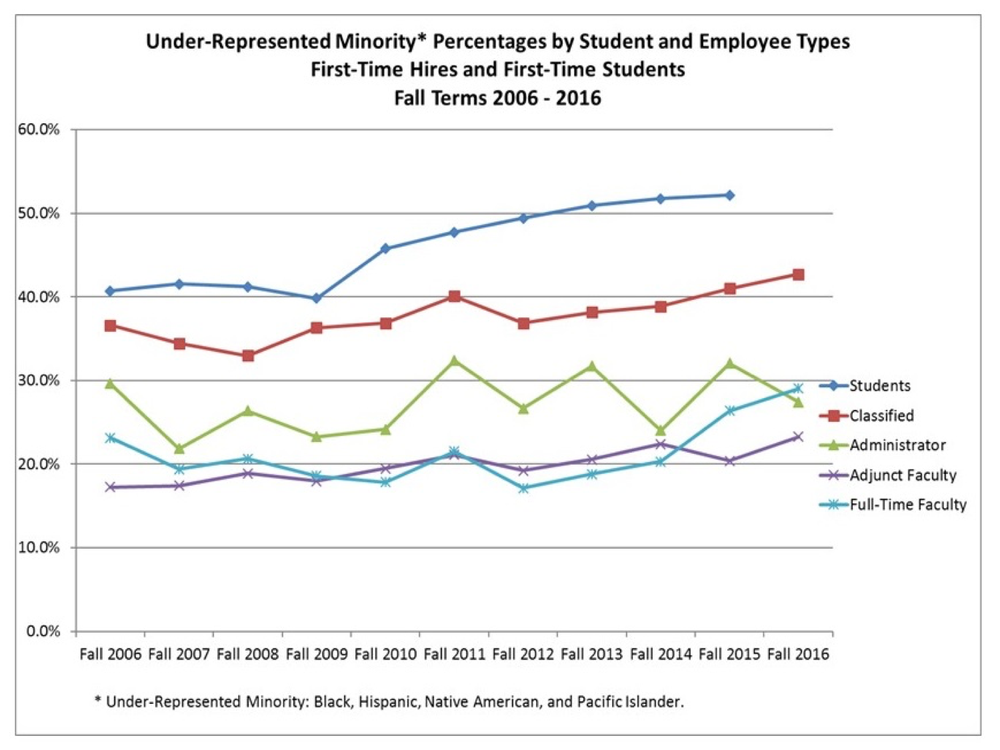 Under-Represented Minority* Percentages by Student and Employee Types
First-Time Hires and First-Time Students
Fall Terms 2006 - 2016
60.0%
50.0%
40.0%
30.0%
20.0%
10.0%
0.0%
Students
Classified
Administrator
Adjunct Faculty
Full-Time Faculty
Fall 2006 Fall 2007 Fall 2008 Fall 2009 Fall 2010 Fall 2011 Fall 2012 Fall 2013 Fall 2014 Fall 2015 Fall 2016
* Under-Represented Minority: Black, Hispanic, Native American, and Pacific Islander.